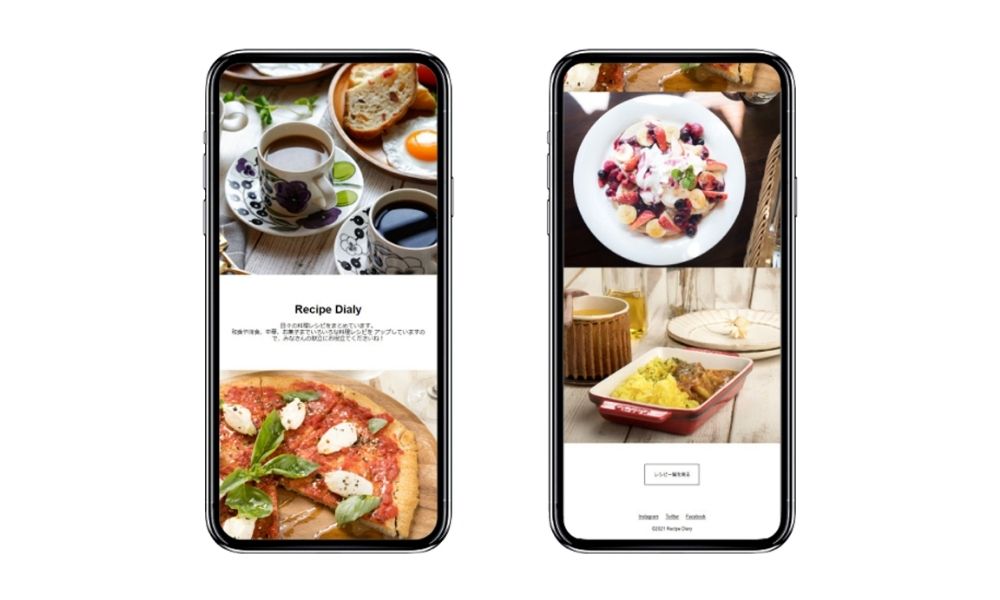 Recipe Dialy
日々の料理レシピをまとめています。
和食や洋食、中華、お菓子までいろいろな料理レシピを アップしていますの
で、みなさんの献立にお役立てくださいね！
レシピ一覧を見る
Instagram Twitter Facebook
©2021 Recipe Diary